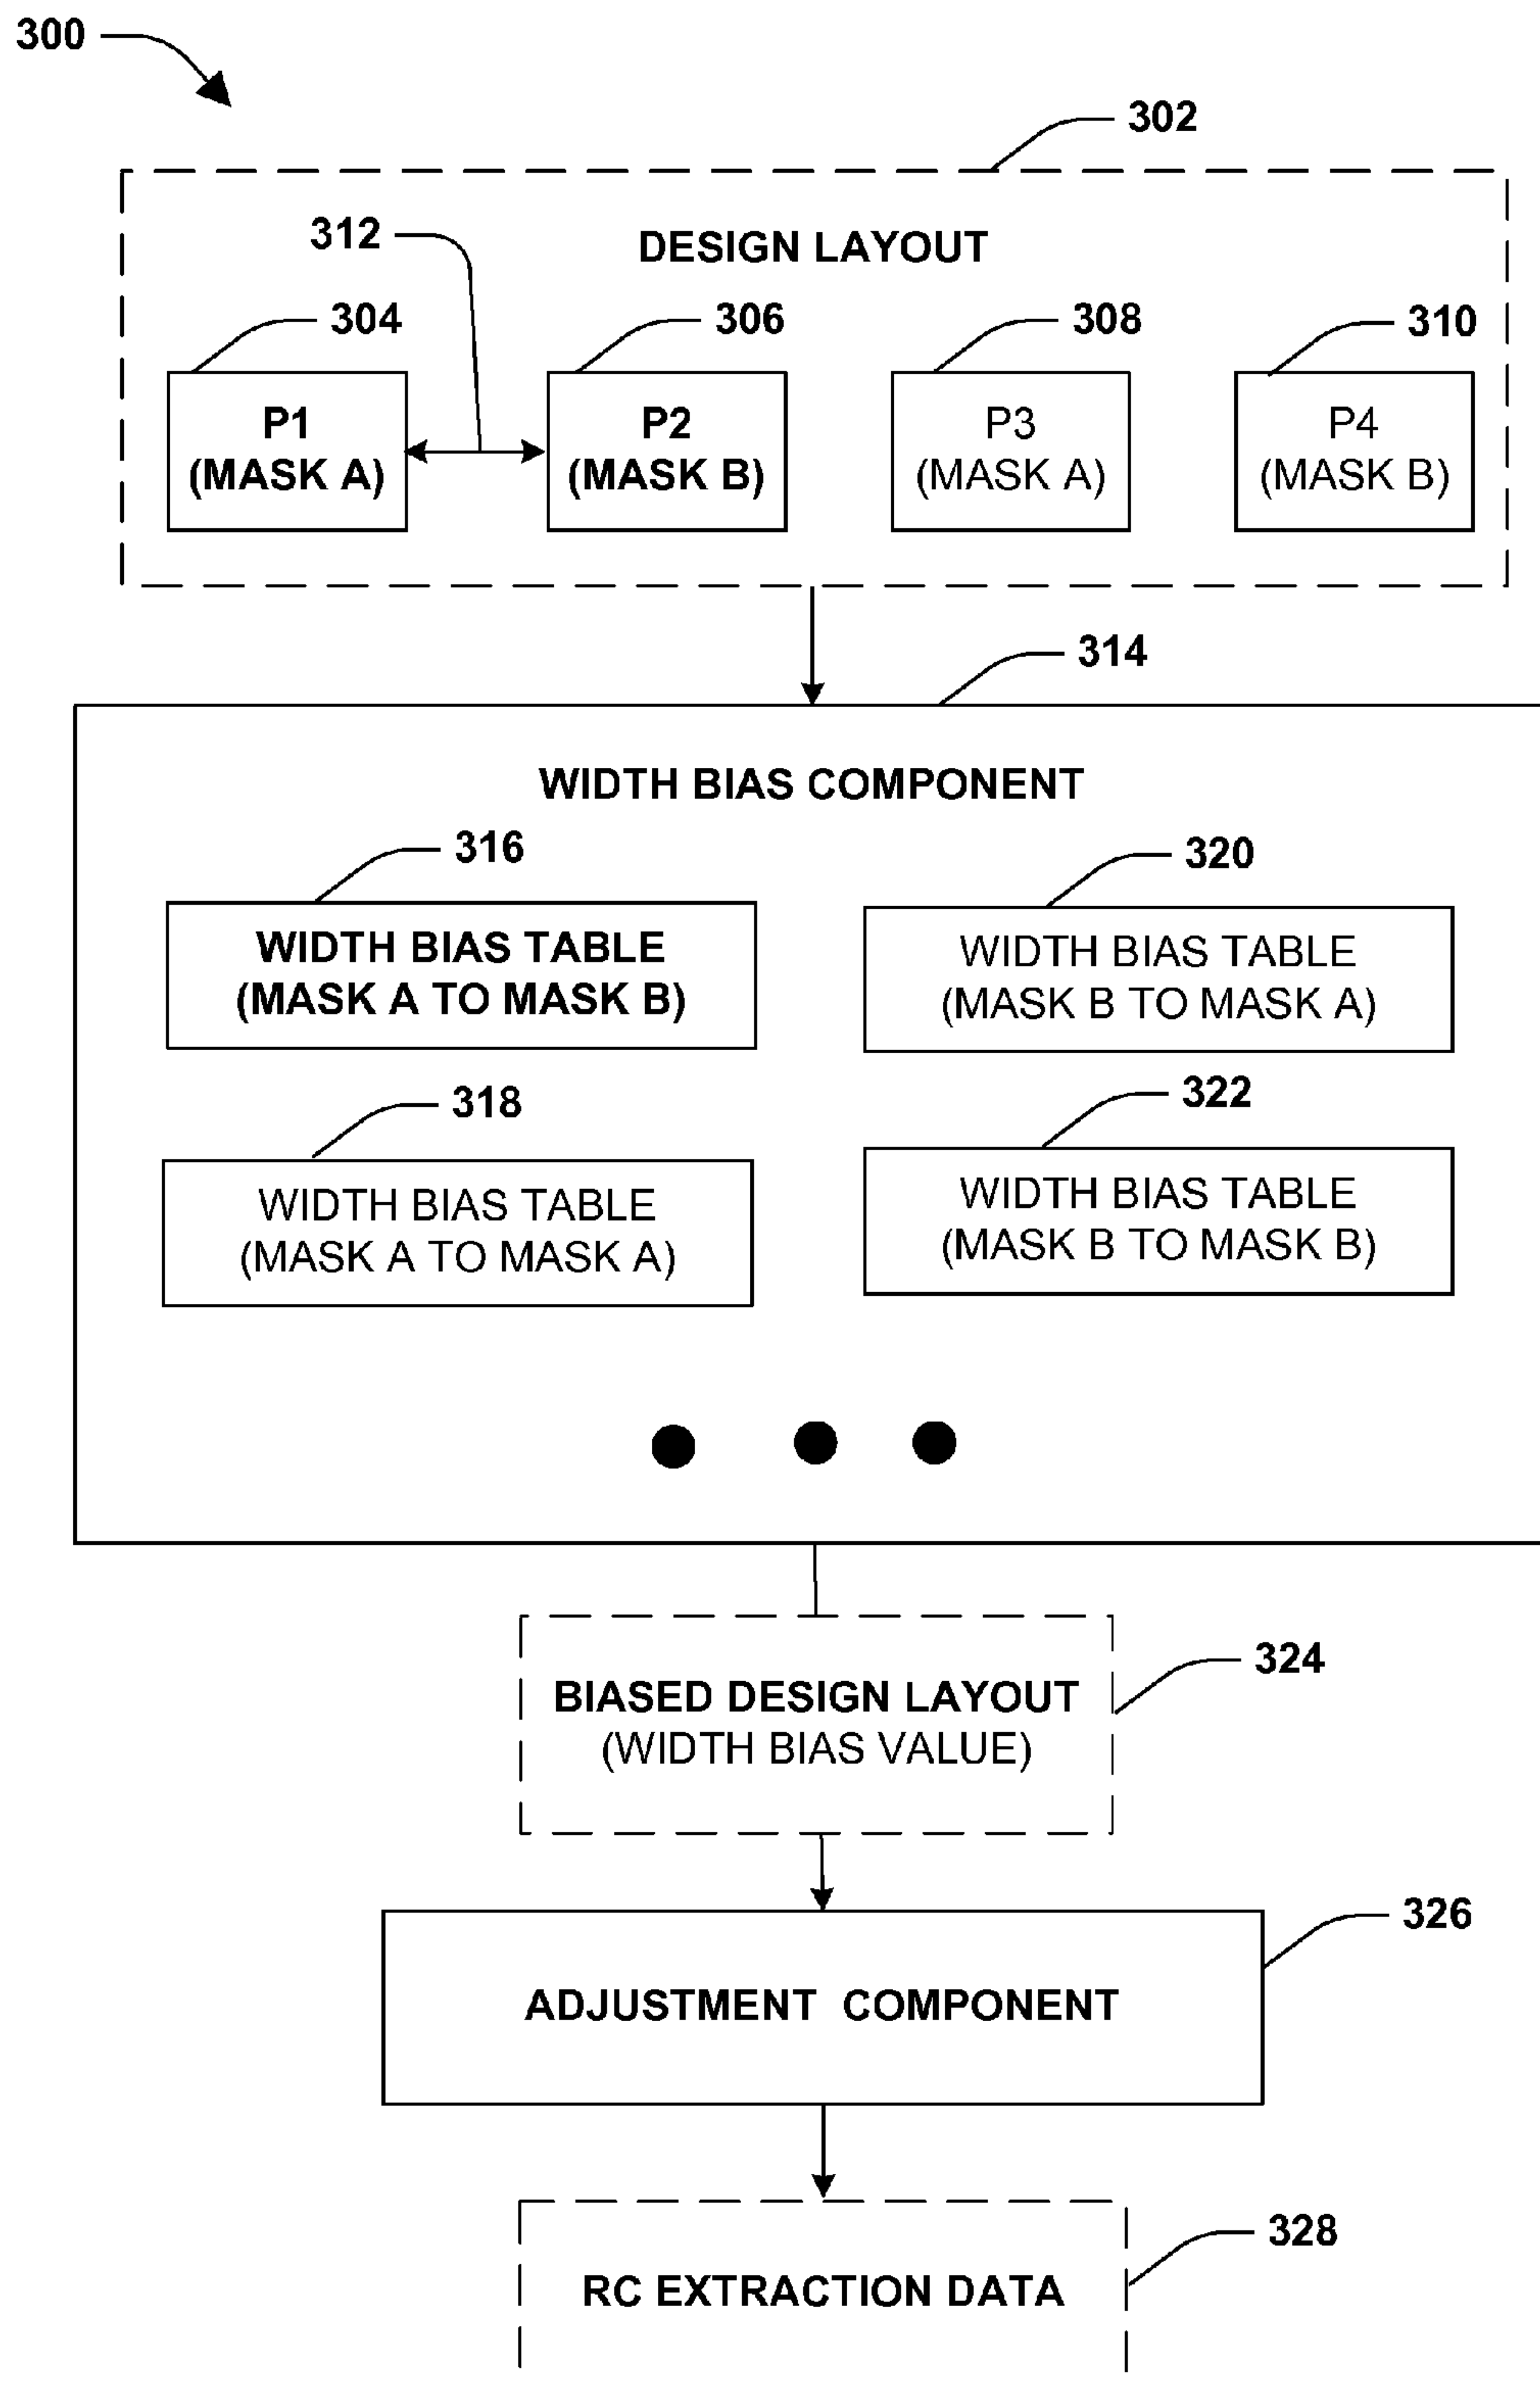 300
302
312
DESIGN LAYOUT
304
306
308
310
P1
(MASK A)
P2
(MASK B)
P3
(MASK A)
P4
(MASK B)
314
WIDTH BIAS COMPONENT
316
320
WIDTH BIAS TABLE
(MASK A TO MASK B)
WIDTH BIAS TABLE
(MASK B TO MASK A)
318
322
WIDTH BIAS TABLE
(MASK A TO MASK A)
WIDTH BIAS TABLE
(MASK B TO MASK B)
324
BIASED DESIGN LAYOUT
(WIDTH BIAS VALUE)
326
ADJUSTMENT COMPONENT
328
RC EXTRACTION DATA